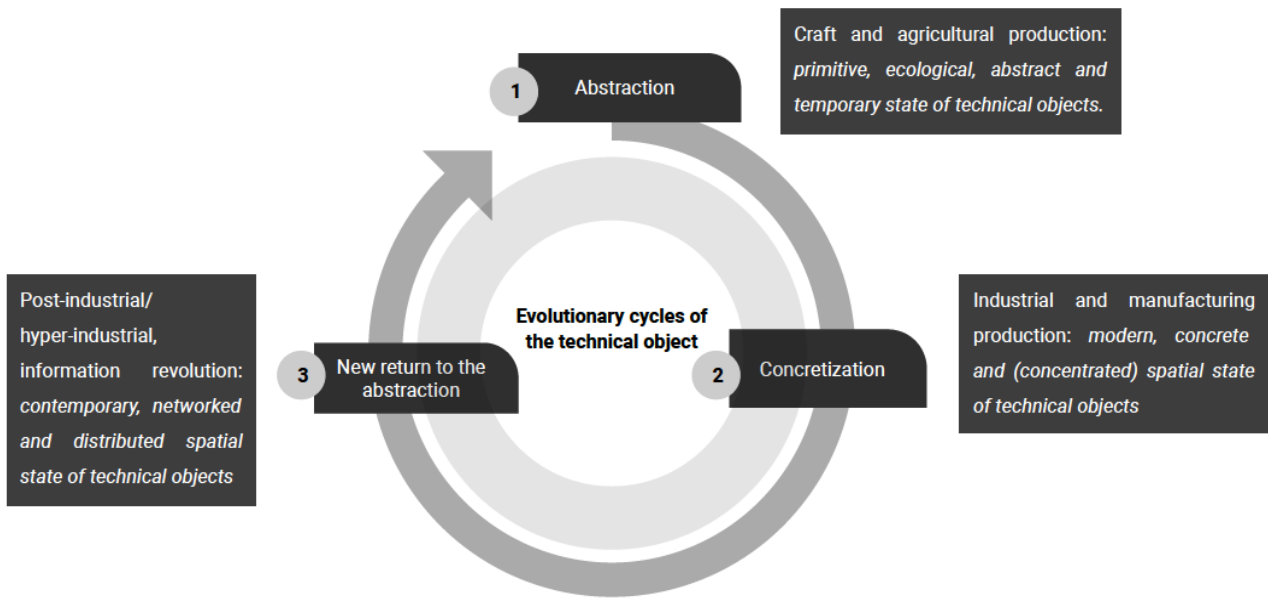 1
Abstraction
Craft and agricultural production:
primitive, ecological, abstract and
temporary state of technical objects.
Evolutionary cycles of
the technical object
2
Concretization
Industrial and manufacturing
production: modern, concrete
and (concentrated) spatial state
of technical objects
3
New return to the
abstraction
Post-industrial/
hyper-industrial,
information revolution:
contemporary, networked
and distributed spatial
state of technical objects